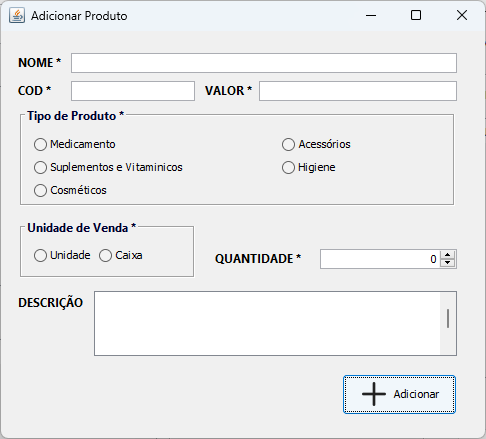 Adicionar Produto
NOME *
COD * VALOR *
Tipo de Produto *
Medicamento Acessórios
Suplementos e Vitaminicos Higiene
Cosméticos
Unidade de Venda *
Unidade Caixa QUANTIDADE * 0
DESCRIÇÃO
Adicionar